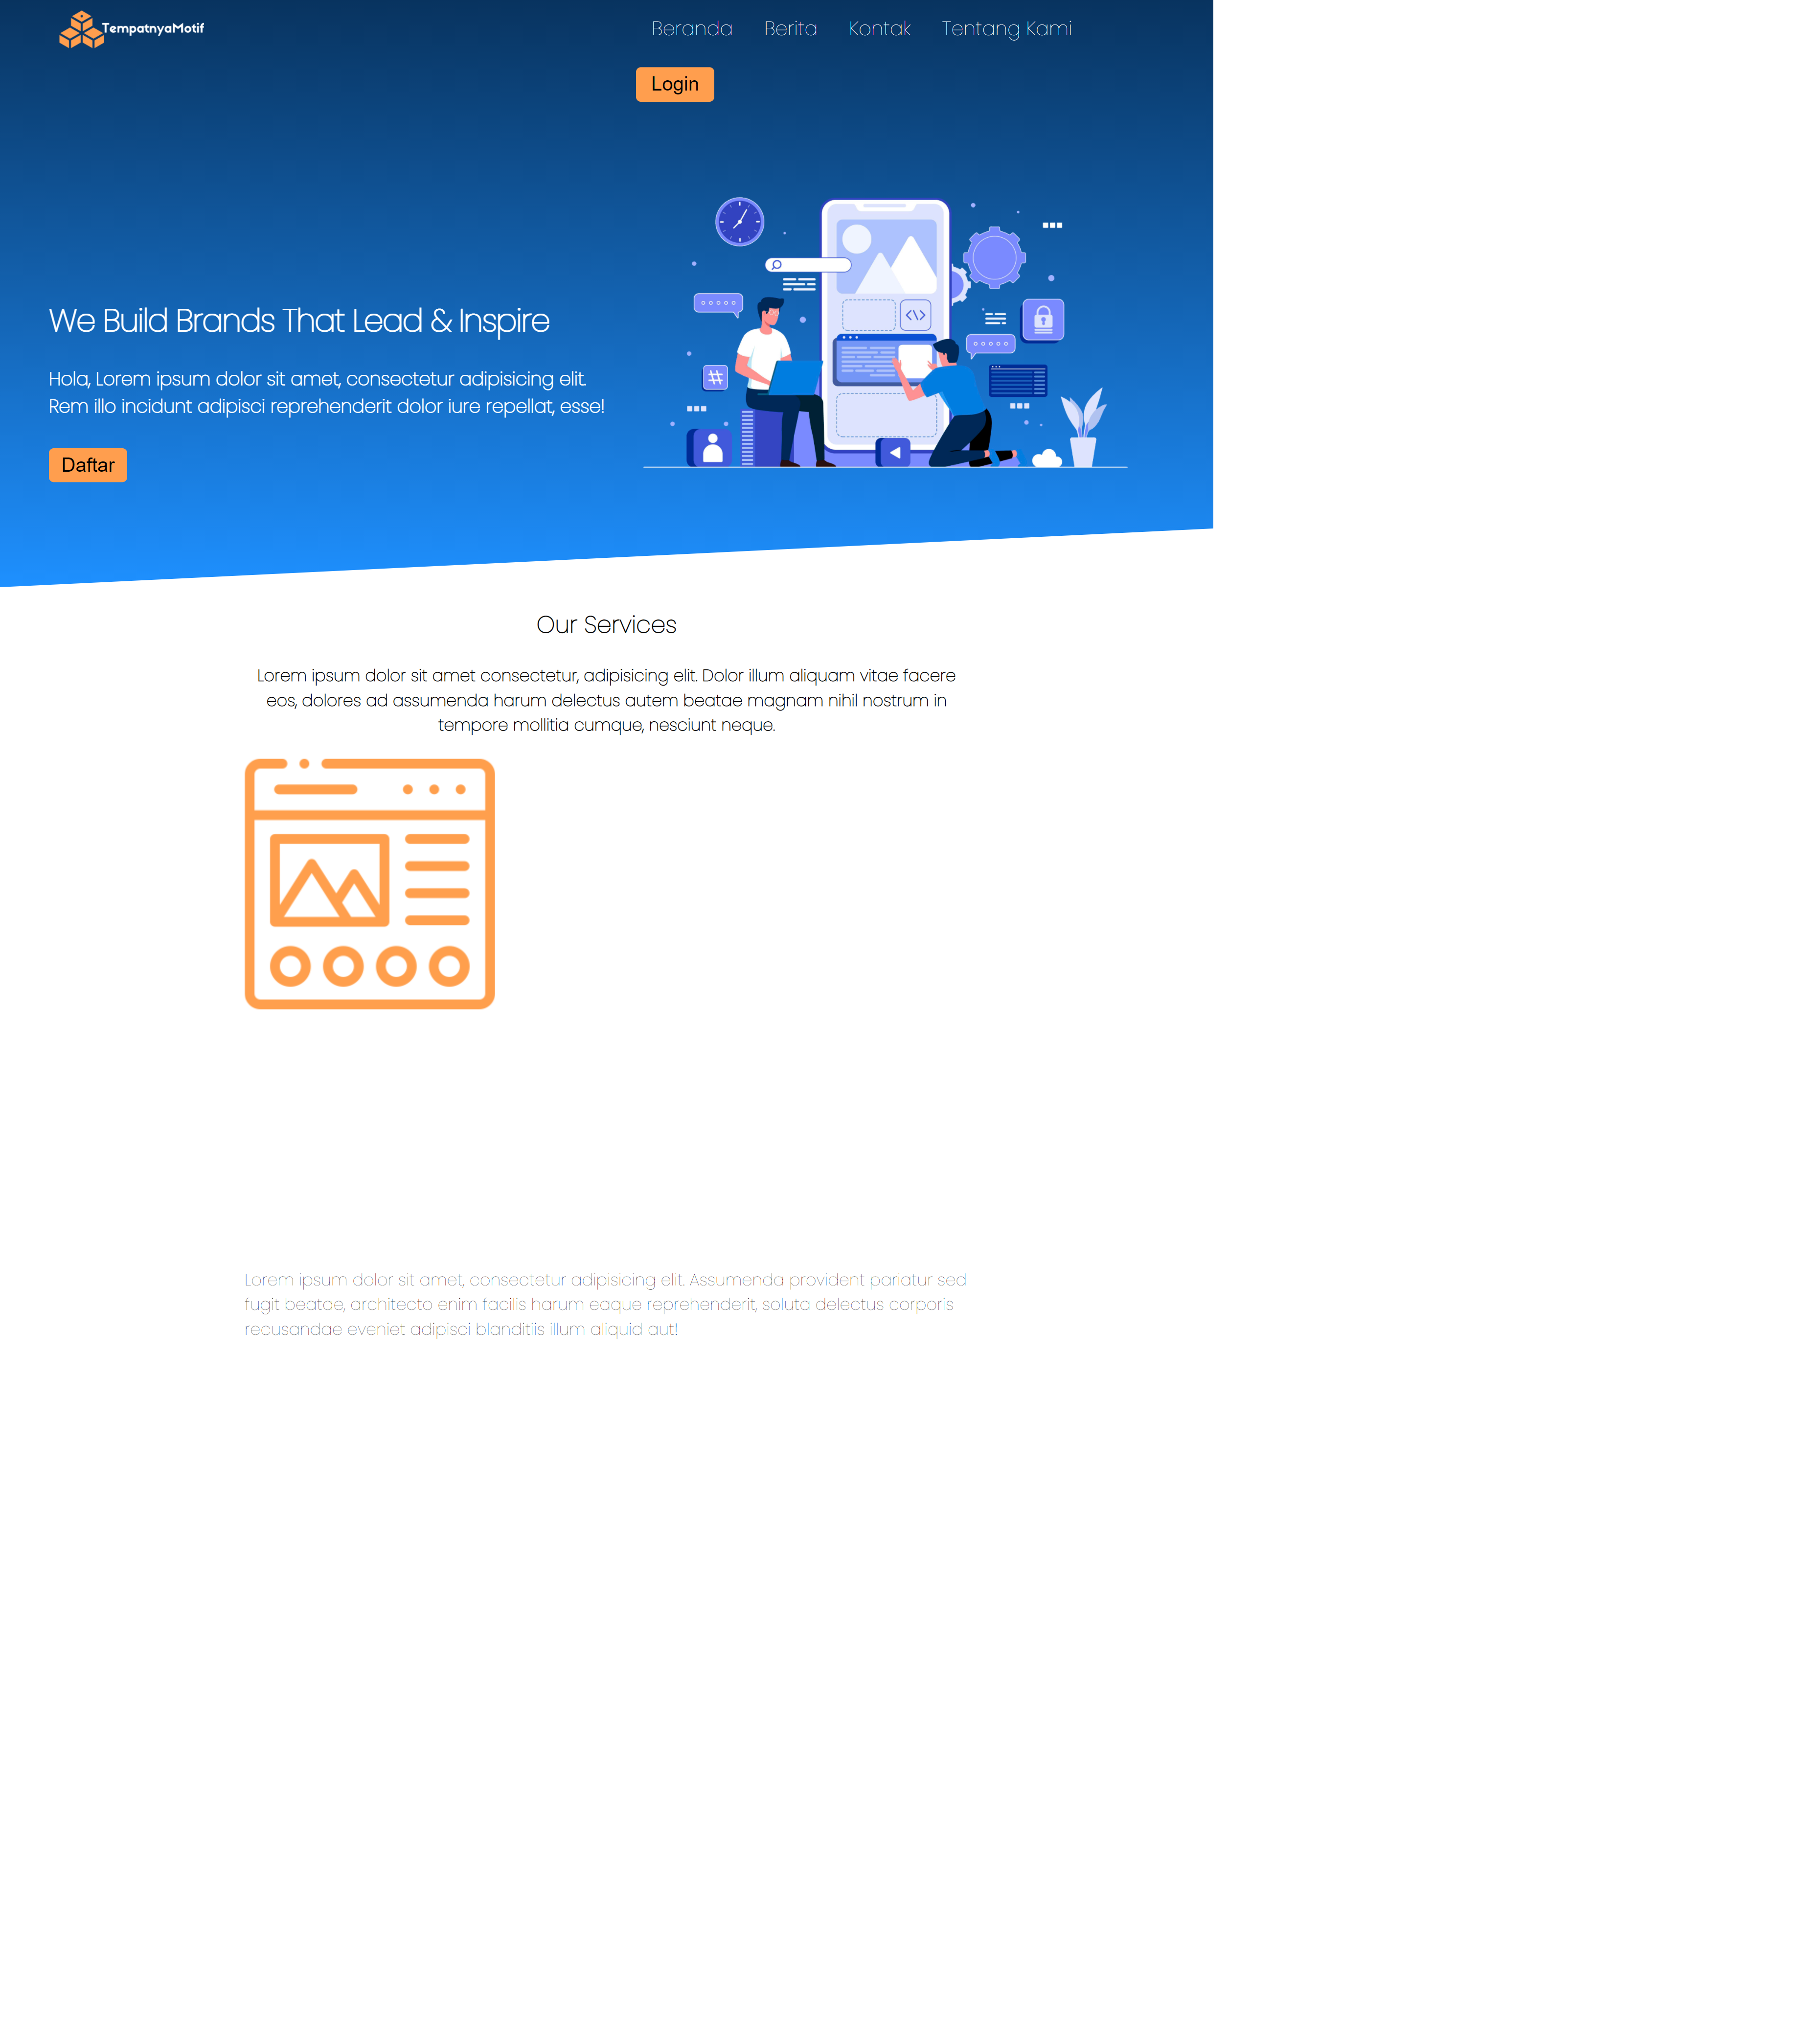 TempatnyaMotif
Beranda
Berita
Kontak
Tentang Kami
Login
We Build Brands That Lead & Inspire
Hola, Lorem ipsum dolor sit amet, consectetur adipisicing elit.
Rem illo incidunt adipisci reprehenderit dolor iure repellat, esse!
Daftar
Our Services
Lorem ipsum dolor sit amet consectetur, adipisicing elit. Dolor illum aliquam vitae facere
eos, dolores ad assumenda harum delectus autem beatae magnam nihil nostrum in
tempore mollitia cumque, nesciunt neque.
Lorem ipsum dolor sit amet, consectetur adipisicing elit. Assumenda provident pariatur sed
fugit beatae, architecto enim facilis harum eaque reprehenderit, soluta delectus corporis
recusandae eveniet adipisci blanditiis illum aliquid aut!